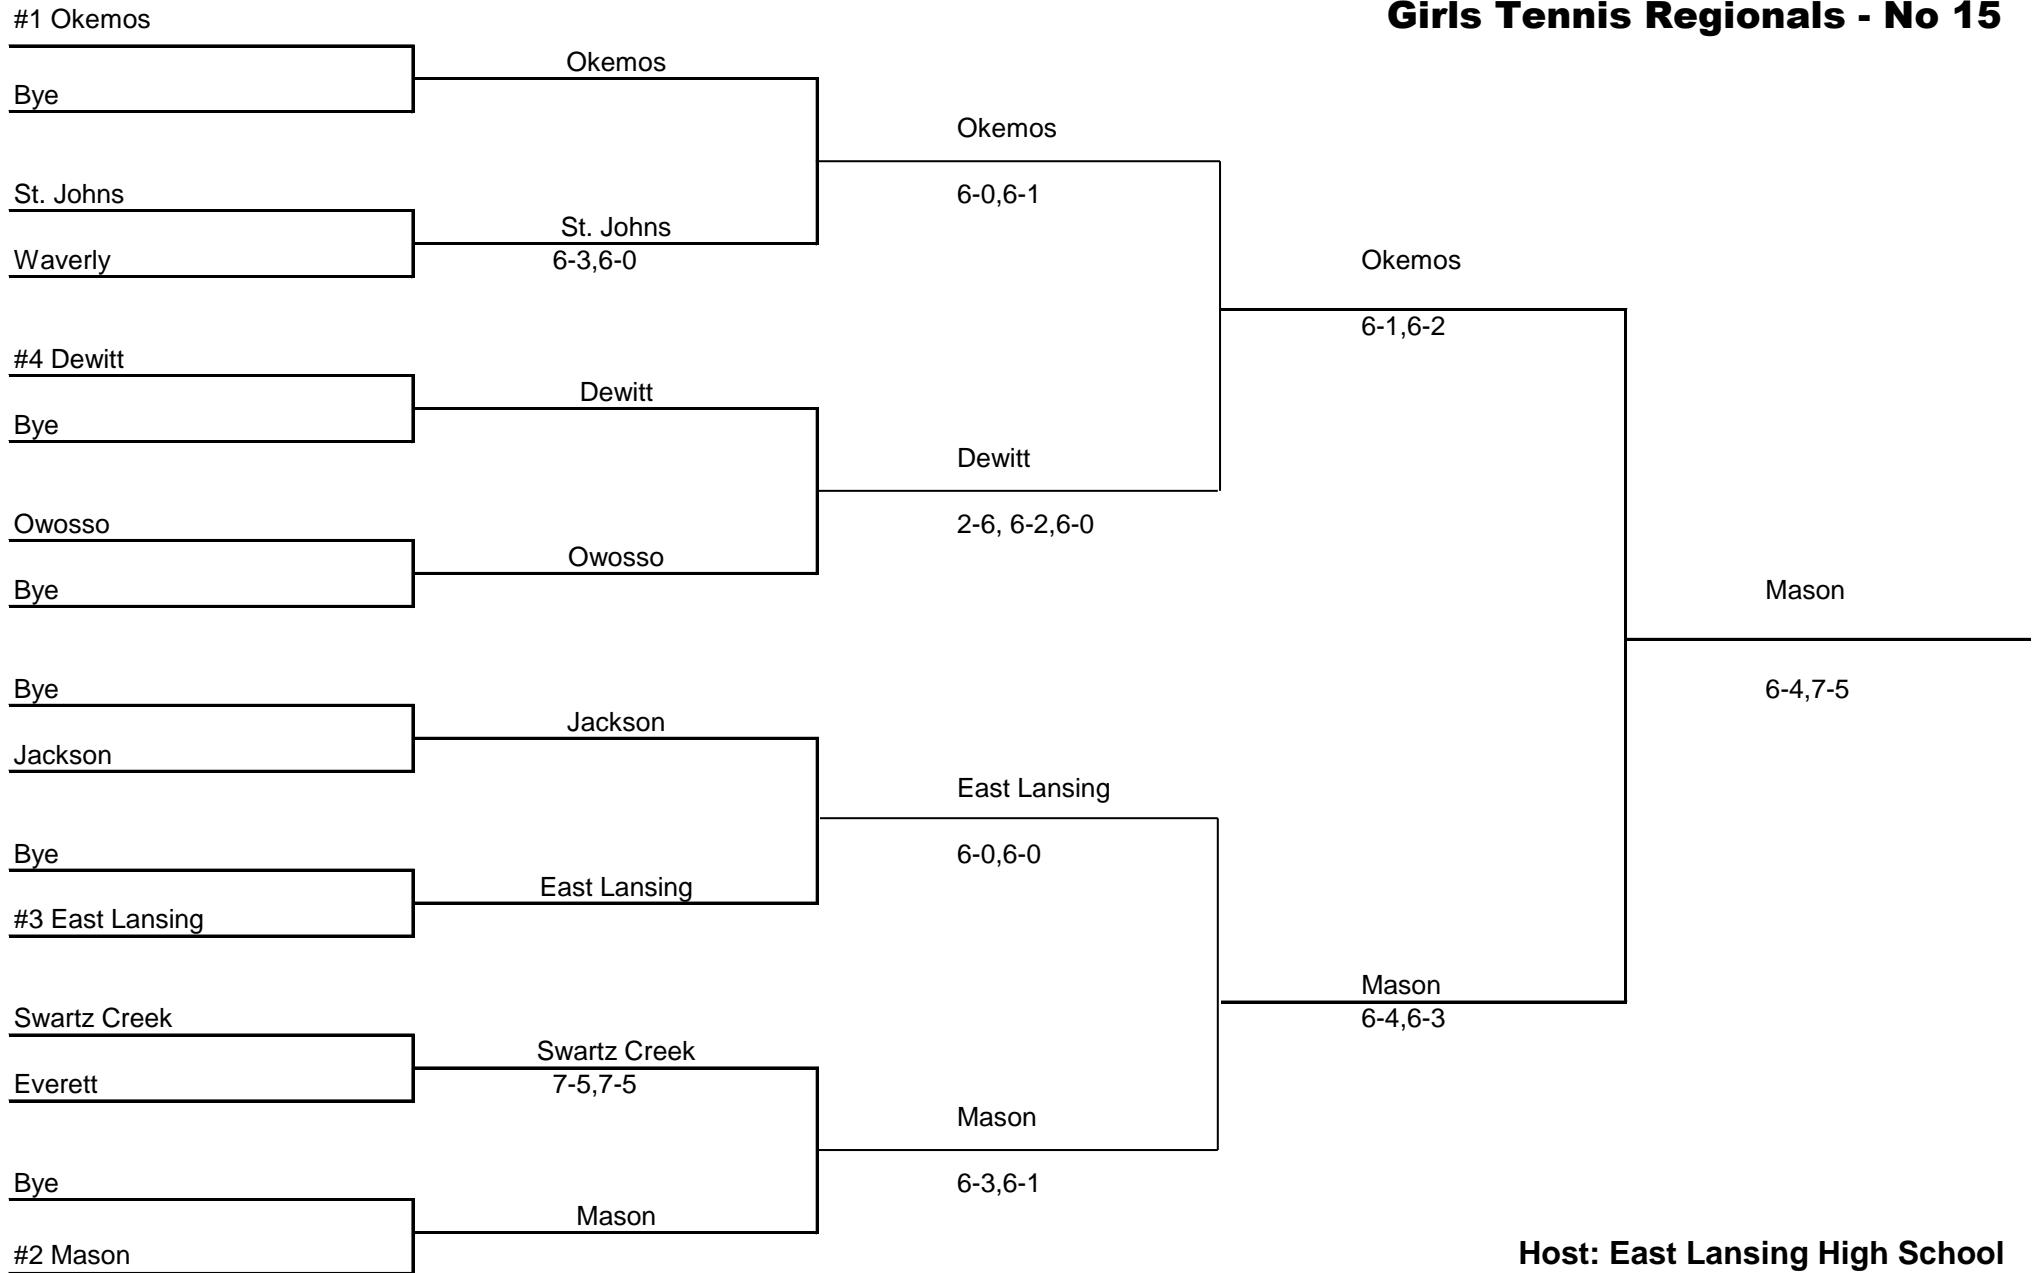 Girls Tennis Regionals - No 15
#1 Okemos
Bye
St. Johns
Waverly
#4 Dewitt
Bye
Owosso
Bye
Bye
Jackson
Bye
#3 East Lansing
Swartz Creek
Everett
Bye
#2 Mason
Okemos
St. Johns
6-3,6-0
Dewitt
Owosso
Jackson
East Lansing
Swartz Creek
7-5,7-5
Mason
Okemos
6-0,6-1
Dewitt
2-6, 6-2,6-0
East Lansing
6-0,6-0
Mason
6-3,6-1
Okemos
6-1,6-2
Mason
6-4,6-3
Mason
6-4,7-5
Host: East Lansing High School